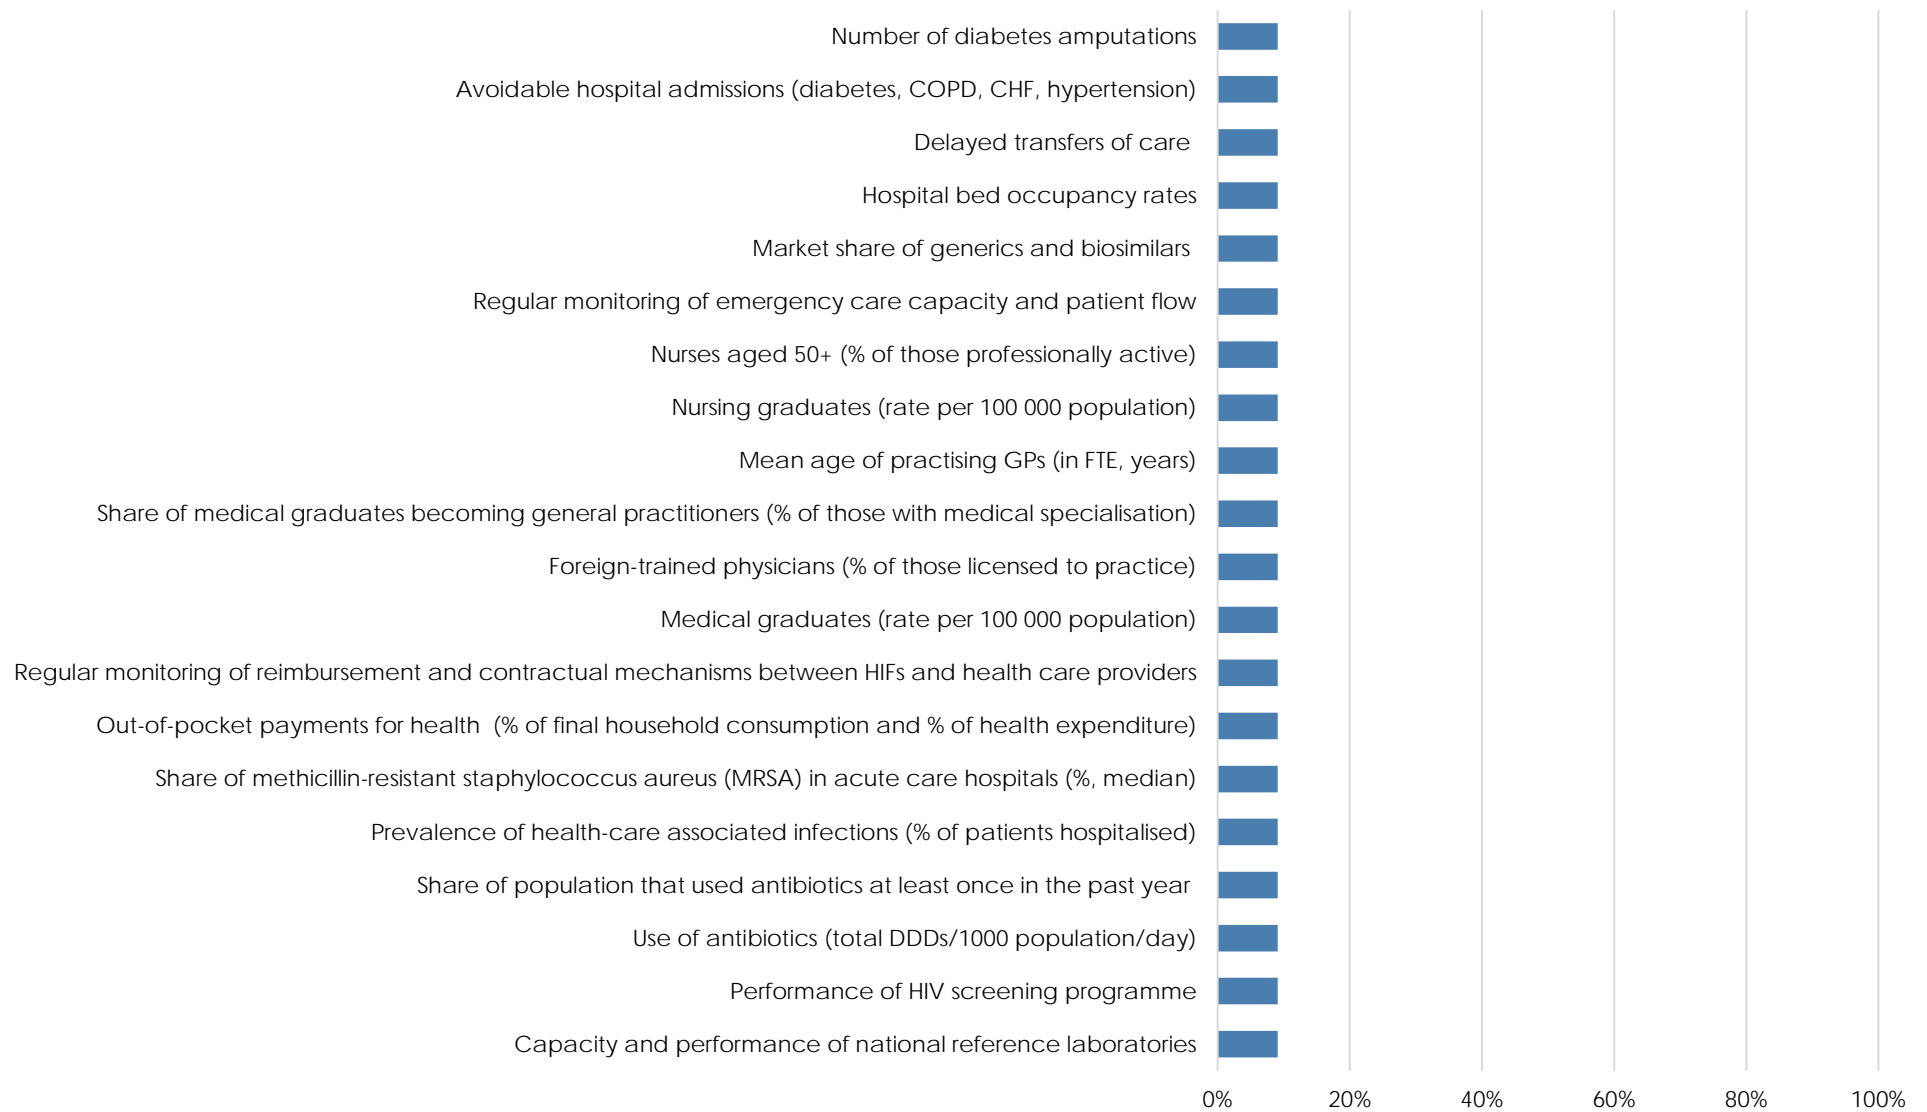 Number of diabetes amputations
Avoidable hospital admissions (diabetes, COPD, CHF, hypertension)
Delayed transfers of care
Hospital bed occupancy rates
Market share of generics and biosimilars
Regular monitoring of emergency care capacity and patient flow
Nurses aged 50+ (% of those professionally active)
Nursing graduates (rate per 100 000 population)
Mean age of practising GPs (in FTE, years)
Share of medical graduates becoming general practitioners (% of those with medical specialisation)
Foreign-trained physicians (% of those licensed to practice)
Medical graduates (rate per 100 000 population)
Regular monitoring of reimbursement and contractual mechanisms between HIFs and health care providers
Out-of-pocket payments for health  (% of final household consumption and % of health expenditure)
Share of methicillin-resistant staphylococcus aureus (MRSA) in acute care hospitals (%, median)
Prevalence of health-care associated infections (% of patients hospitalised)
Share of population that used antibiotics at least once in the past year
Use of antibiotics (total DDDs/1000 population/day)
Performance of HIV screening programme
Capacity and performance of national reference laboratories
0% 20% 40% 60% 80% 100%